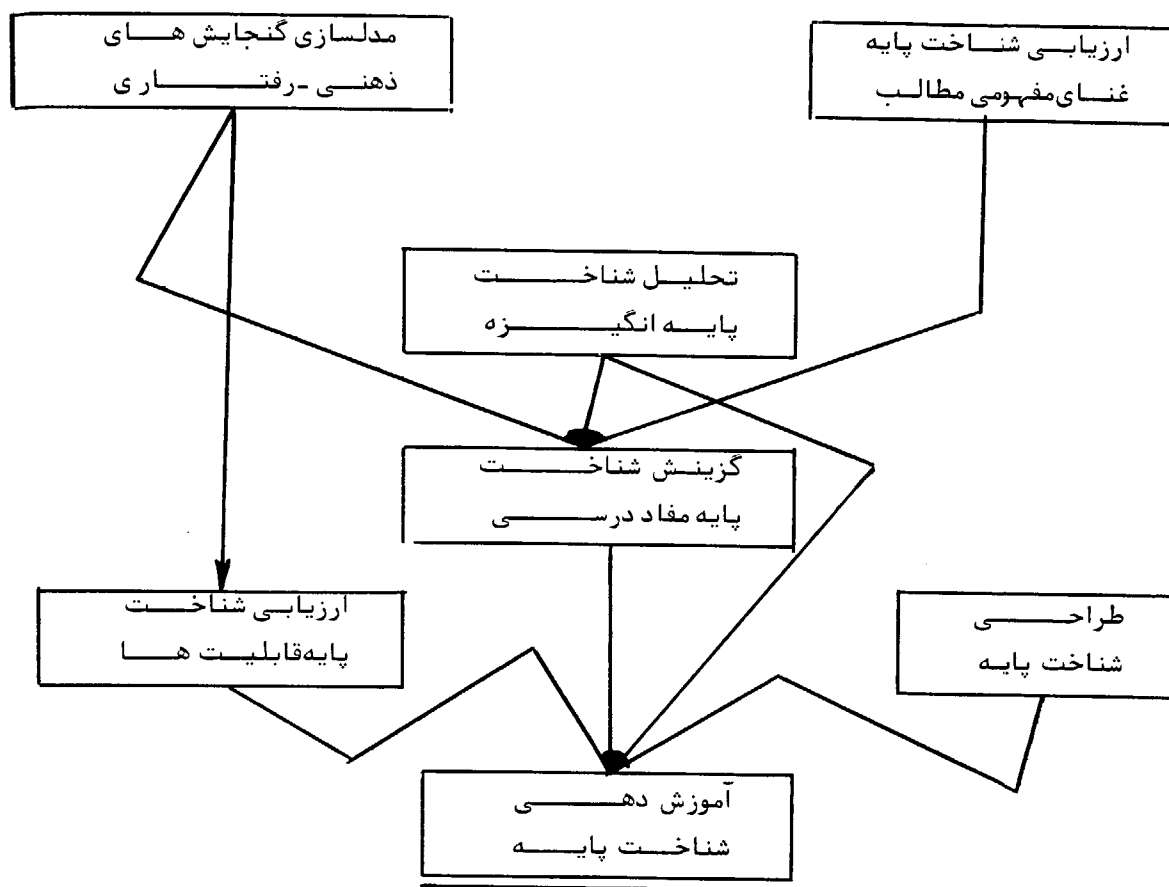 ارزیابی شناخت پایه
غنای مفهومی مطالب
مدلسازی گنجایش های
ذهنی - رفتاری
تحلیل شناخت
پایه انگیزه
گزینش شناخت
پایه مفاد درسی
طراحی
شناخت پایه
ارزیابی شناخت
پایه قابلیت ها
آموزش دهی
شناخت پایه